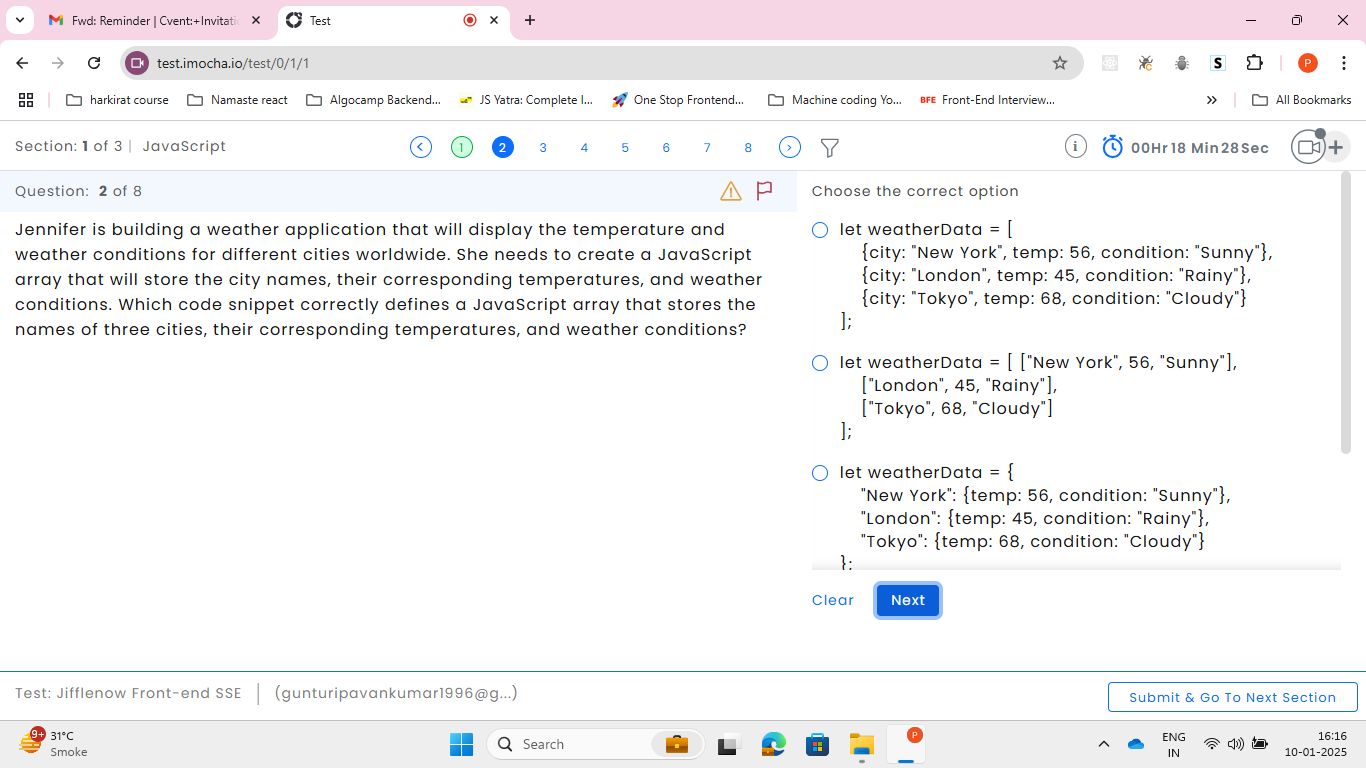 Fwd: Reminder | Cvent:+Invitati
Test
test.imocha.io/test/0/1/1
S
P
harkirat course
Namaste react
Algocamp Backend...
JS Yatra: Complete I...
One Stop Frontend...
Machine coding Yo...
BFE Front-End Interview...
All Bookmarks
Section: 1 of 3 | JavaScript
1 2 3 4 5 6 7 8
00Hr18 Min28Sec
Question: 2 of 8
Jennifer is building a weather application that will display the temperature and
weather conditions for different cities worldwide. She needs to create a JavaScript
array that will store the city names, their corresponding temperatures, and weather
conditions. Which code snippet correctly defines a JavaScript array that stores the
names of three cities, their corresponding temperatures, and weather conditions?
Choose the correct option
let weatherData = [
{city: "New York", temp: 56, condition: "Sunny"},
{city: "London", temp: 45, condition: "Rainy"},
{city: "Tokyo", temp: 68, condition: "Cloudy"}
];
let weatherData = [ ["New York", 56, "Sunny"],
["London", 45, "Rainy"],
["Tokyo", 68, "Cloudy"]
];
let weatherData = {
"New York": {temp: 56, condition: "Sunny"},
"London": {temp: 45, condition: "Rainy"},
"Tokyo": {temp: 68, condition: "Cloudy"}
};
Clear
Next
Test: Jifflenow Front-end SSE | (gunturipavankumar1996@g...)
Submit & Go To Next Section
9+
31°C
Smoke
Search
P
ENG
IN
16:16
10-01-2025